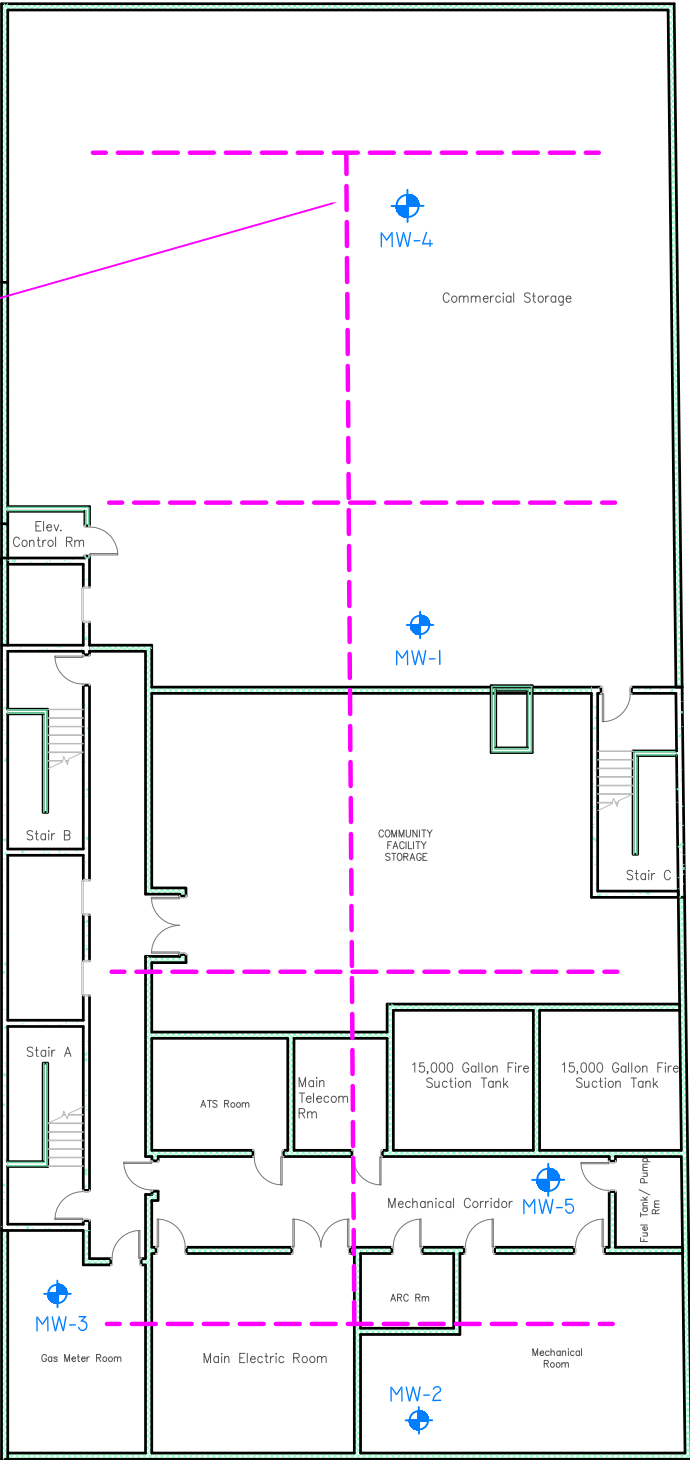 MW-4
Commercial Storage
Elev.
Control Rm
MW-1
Stair B
COMMUNITY
FACILITY
STORAGE
Stair C
Stair A
15,000 Gallon Fire
Suction Tank
15,000 Gallon Fire
Suction Tank
ATS Room
Main
Telecom
Rm
Mechanical Corridor
MW-5
Fuel Tank/ Pump
Rm
MW-3
ARC Rm
Gas Meter Room
Main Electric Room
Mechanical
Room
MW-2